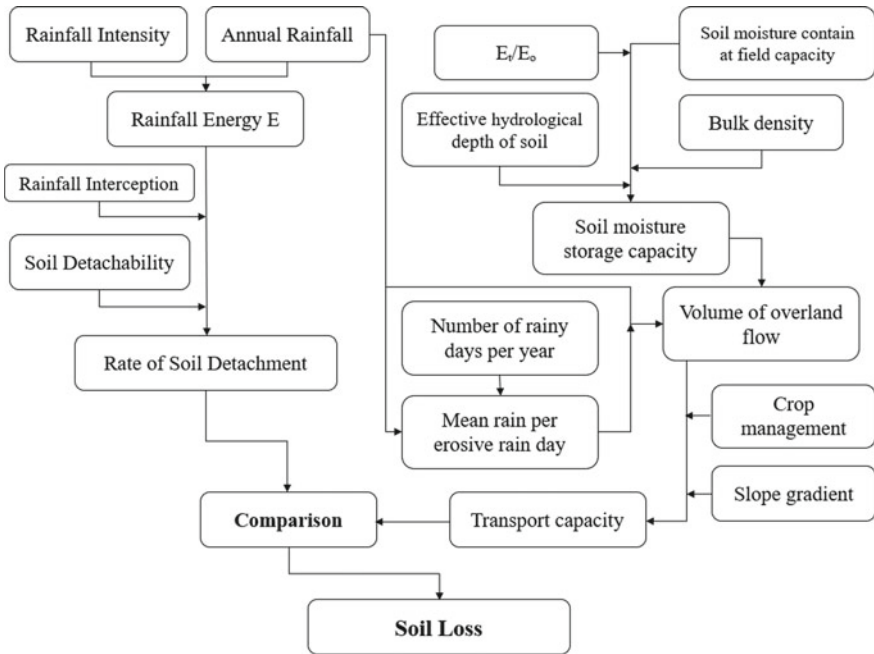 Rainfall Intensity
Annual Rainfall
Eₜ/Eₒ
Soil moisture contain
at field capacity
Rainfall Energy E
Effective hydrological
depth of soil
Bulk density
Rainfall Interception
Soil moisture
storage capacity
Soil Detachability
Number of rainy
days per year
Volume of overland
flow
Rate of Soil Detachment
Mean rain per
erosive rain day
Crop
management
Comparison
Transport capacity
Slope gradient
Soil Loss